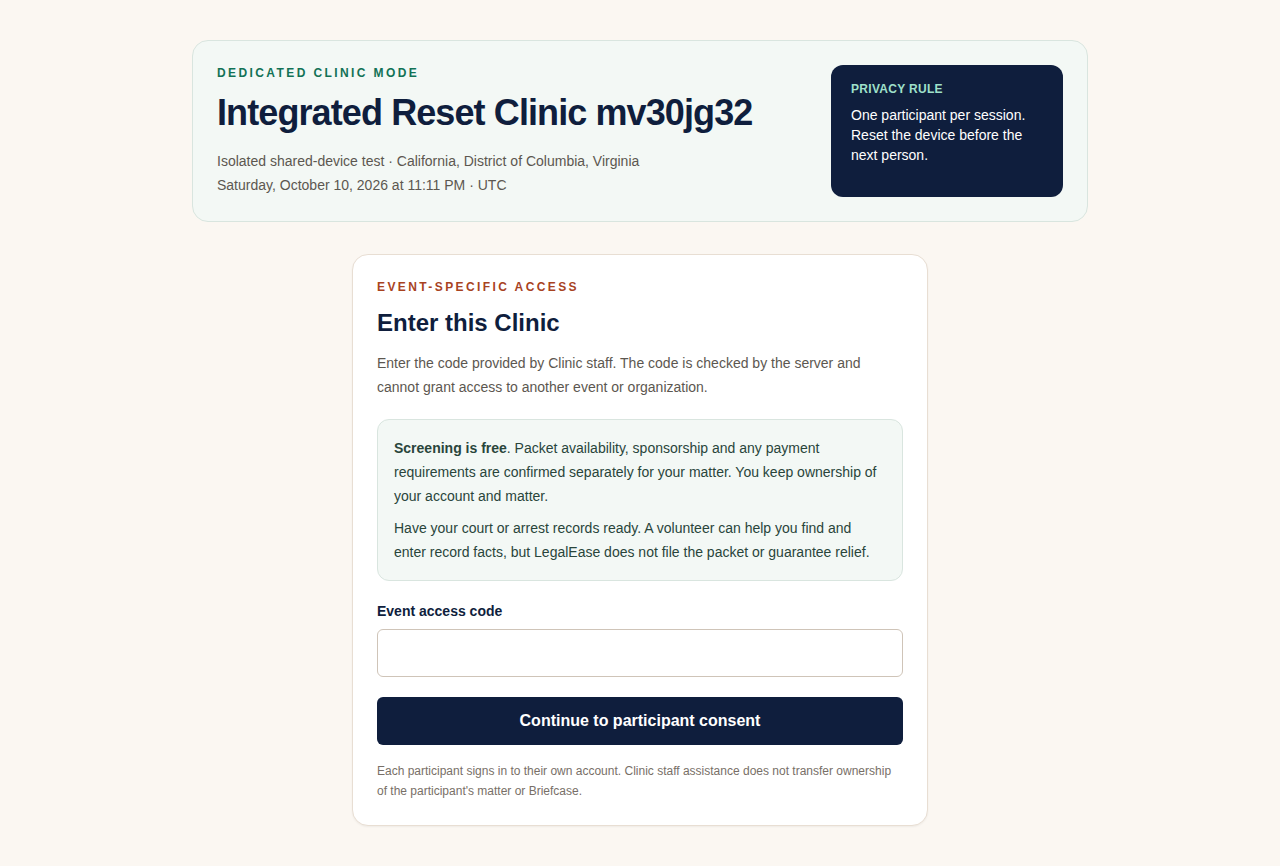 DEDICATED CLINIC MODE
Integrated Reset Clinic mv30jg32
Isolated shared-device test · California, District of Columbia, Virginia
Saturday, October 10, 2026 at 11:11 PM · UTC
PRIVACY RULE
One participant per session.
Reset the device before the
next person.
EVENT-SPECIFIC ACCESS
Enter this Clinic
Enter the code provided by Clinic staff. The code is checked by the server and
cannot grant access to another event or organization.
Screening is free. Packet availability, sponsorship and any payment
requirements are confirmed separately for your matter. You keep ownership of
your account and matter.
Have your court or arrest records ready. A volunteer can help you find and
enter record facts, but LegalEase does not file the packet or guarantee relief.
Event access code
Continue to participant consent
Each participant signs in to their own account. Clinic staff assistance does not transfer ownership
of the participant's matter or Briefcase.